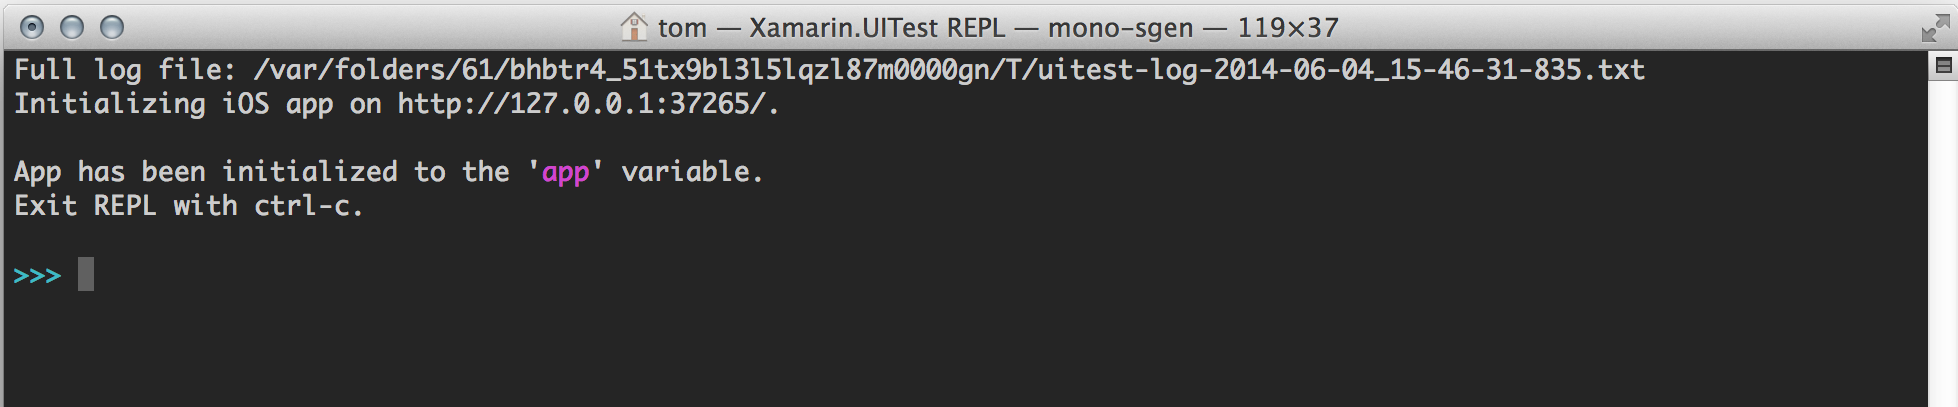 tom — Xamarin.UITest REPL — mono-sgen — 119×37
Full log file: /var/folders/61/bhbtr4_51tx9bl3l5lqzl87m0000gn/T/uitest-log-2014-06-04_15-46-31-835.txt
Initializing iOS app on http://127.0.0.1:37265/.
App has been initialized to the 'app' variable.
Exit REPL with ctrl-c.
>>>